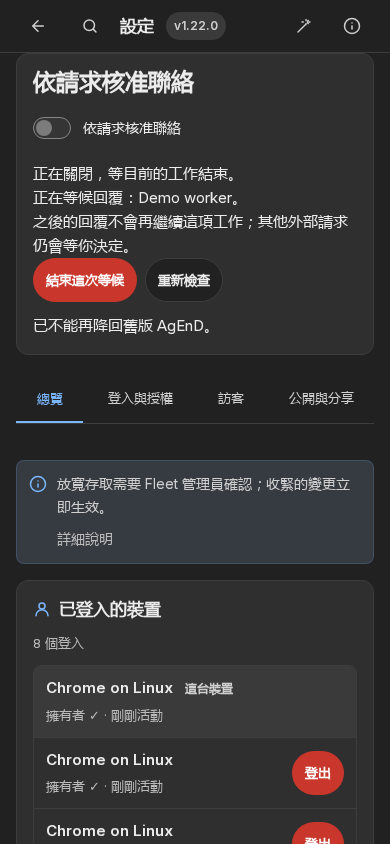 設定 v1.22.0
依請求核准聯絡
依請求核准聯絡
正在關閉，等目前的工作結束。
正在等候回覆：Demo worker。
之後的回覆不會再繼續這項工作；其他外部請求
仍會等你決定。
結束這次等候 重新檢查
已不能再降回舊版 AgEnD。
總覽 登入與授權 訪客 公開與分享
放寬存取需要 Fleet 管理員確認；收緊的變更立
即生效。
詳細說明
已登入的裝置
8 個登入
Chrome on Linux 這台裝置
擁有者 ✓ · 剛剛活動
Chrome on Linux
擁有者 ✓ · 剛剛活動
登出
Chrome on Linux
登出